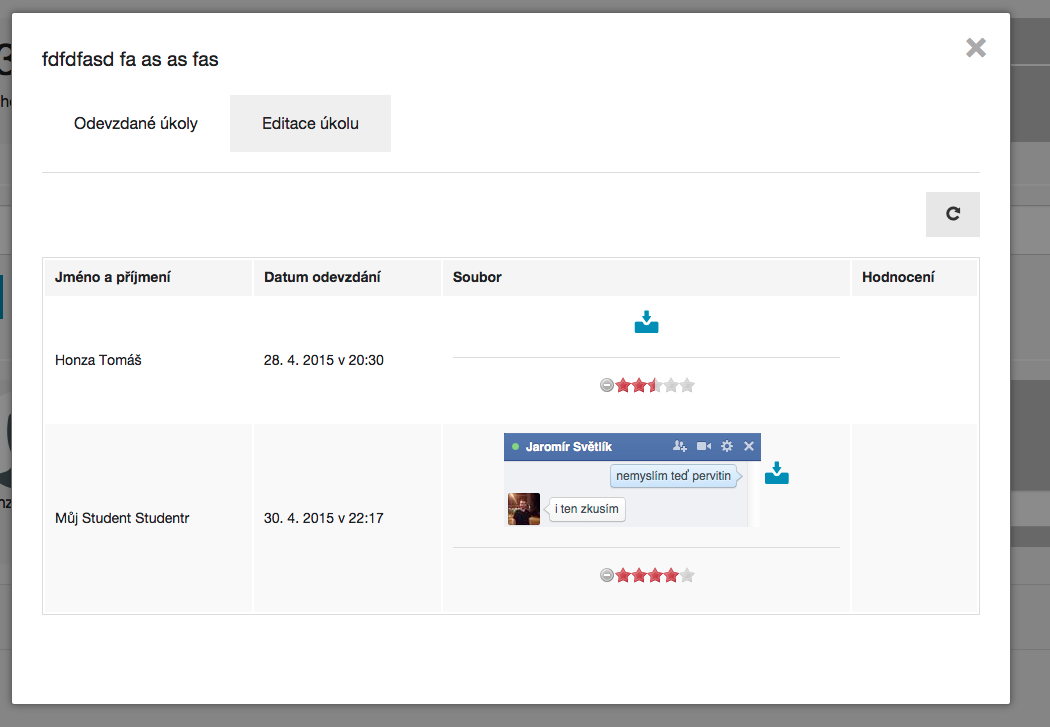 fdfdfasd fa as as fas
Odevzdané úkoly
Editace úkolu
Jméno a příjmení
Datum odevzdání
Soubor
Hodnocení
Honza Tomáš
28. 4. 2015 v 20:30
Jaromír Světlík
nemyslím teď pervitin
i ten zkusím
Můj Student Studentr
30. 4. 2015 v 22:17